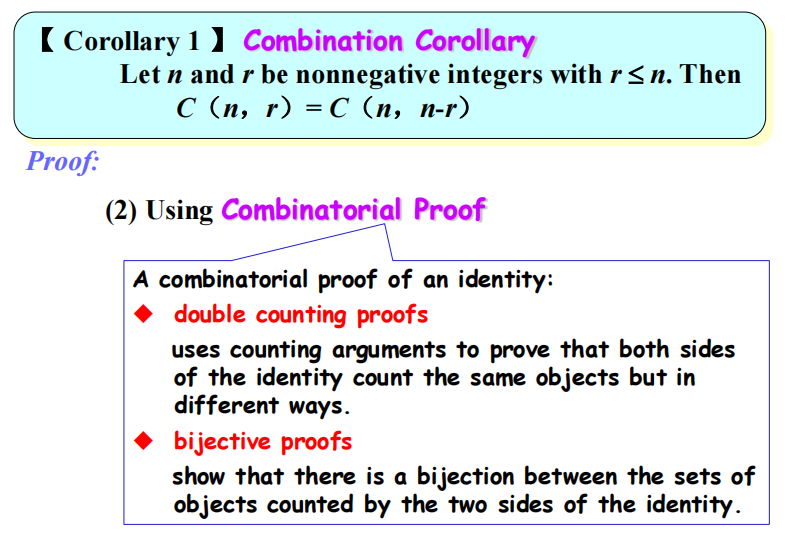 【 Corollary 1 】 Combination Corollary
Let n and r be nonnegative integers with r ≤ n. Then
C（n，r）= C（n，n-r）
Proof:
(2) Using Combinatorial Proof
A combinatorial proof of an identity:
◆ double counting proofs
uses counting arguments to prove that both sides
of the identity count the same objects but in
different ways.
◆ bijective proofs
show that there is a bijection between the sets of
objects counted by the two sides of the identity.